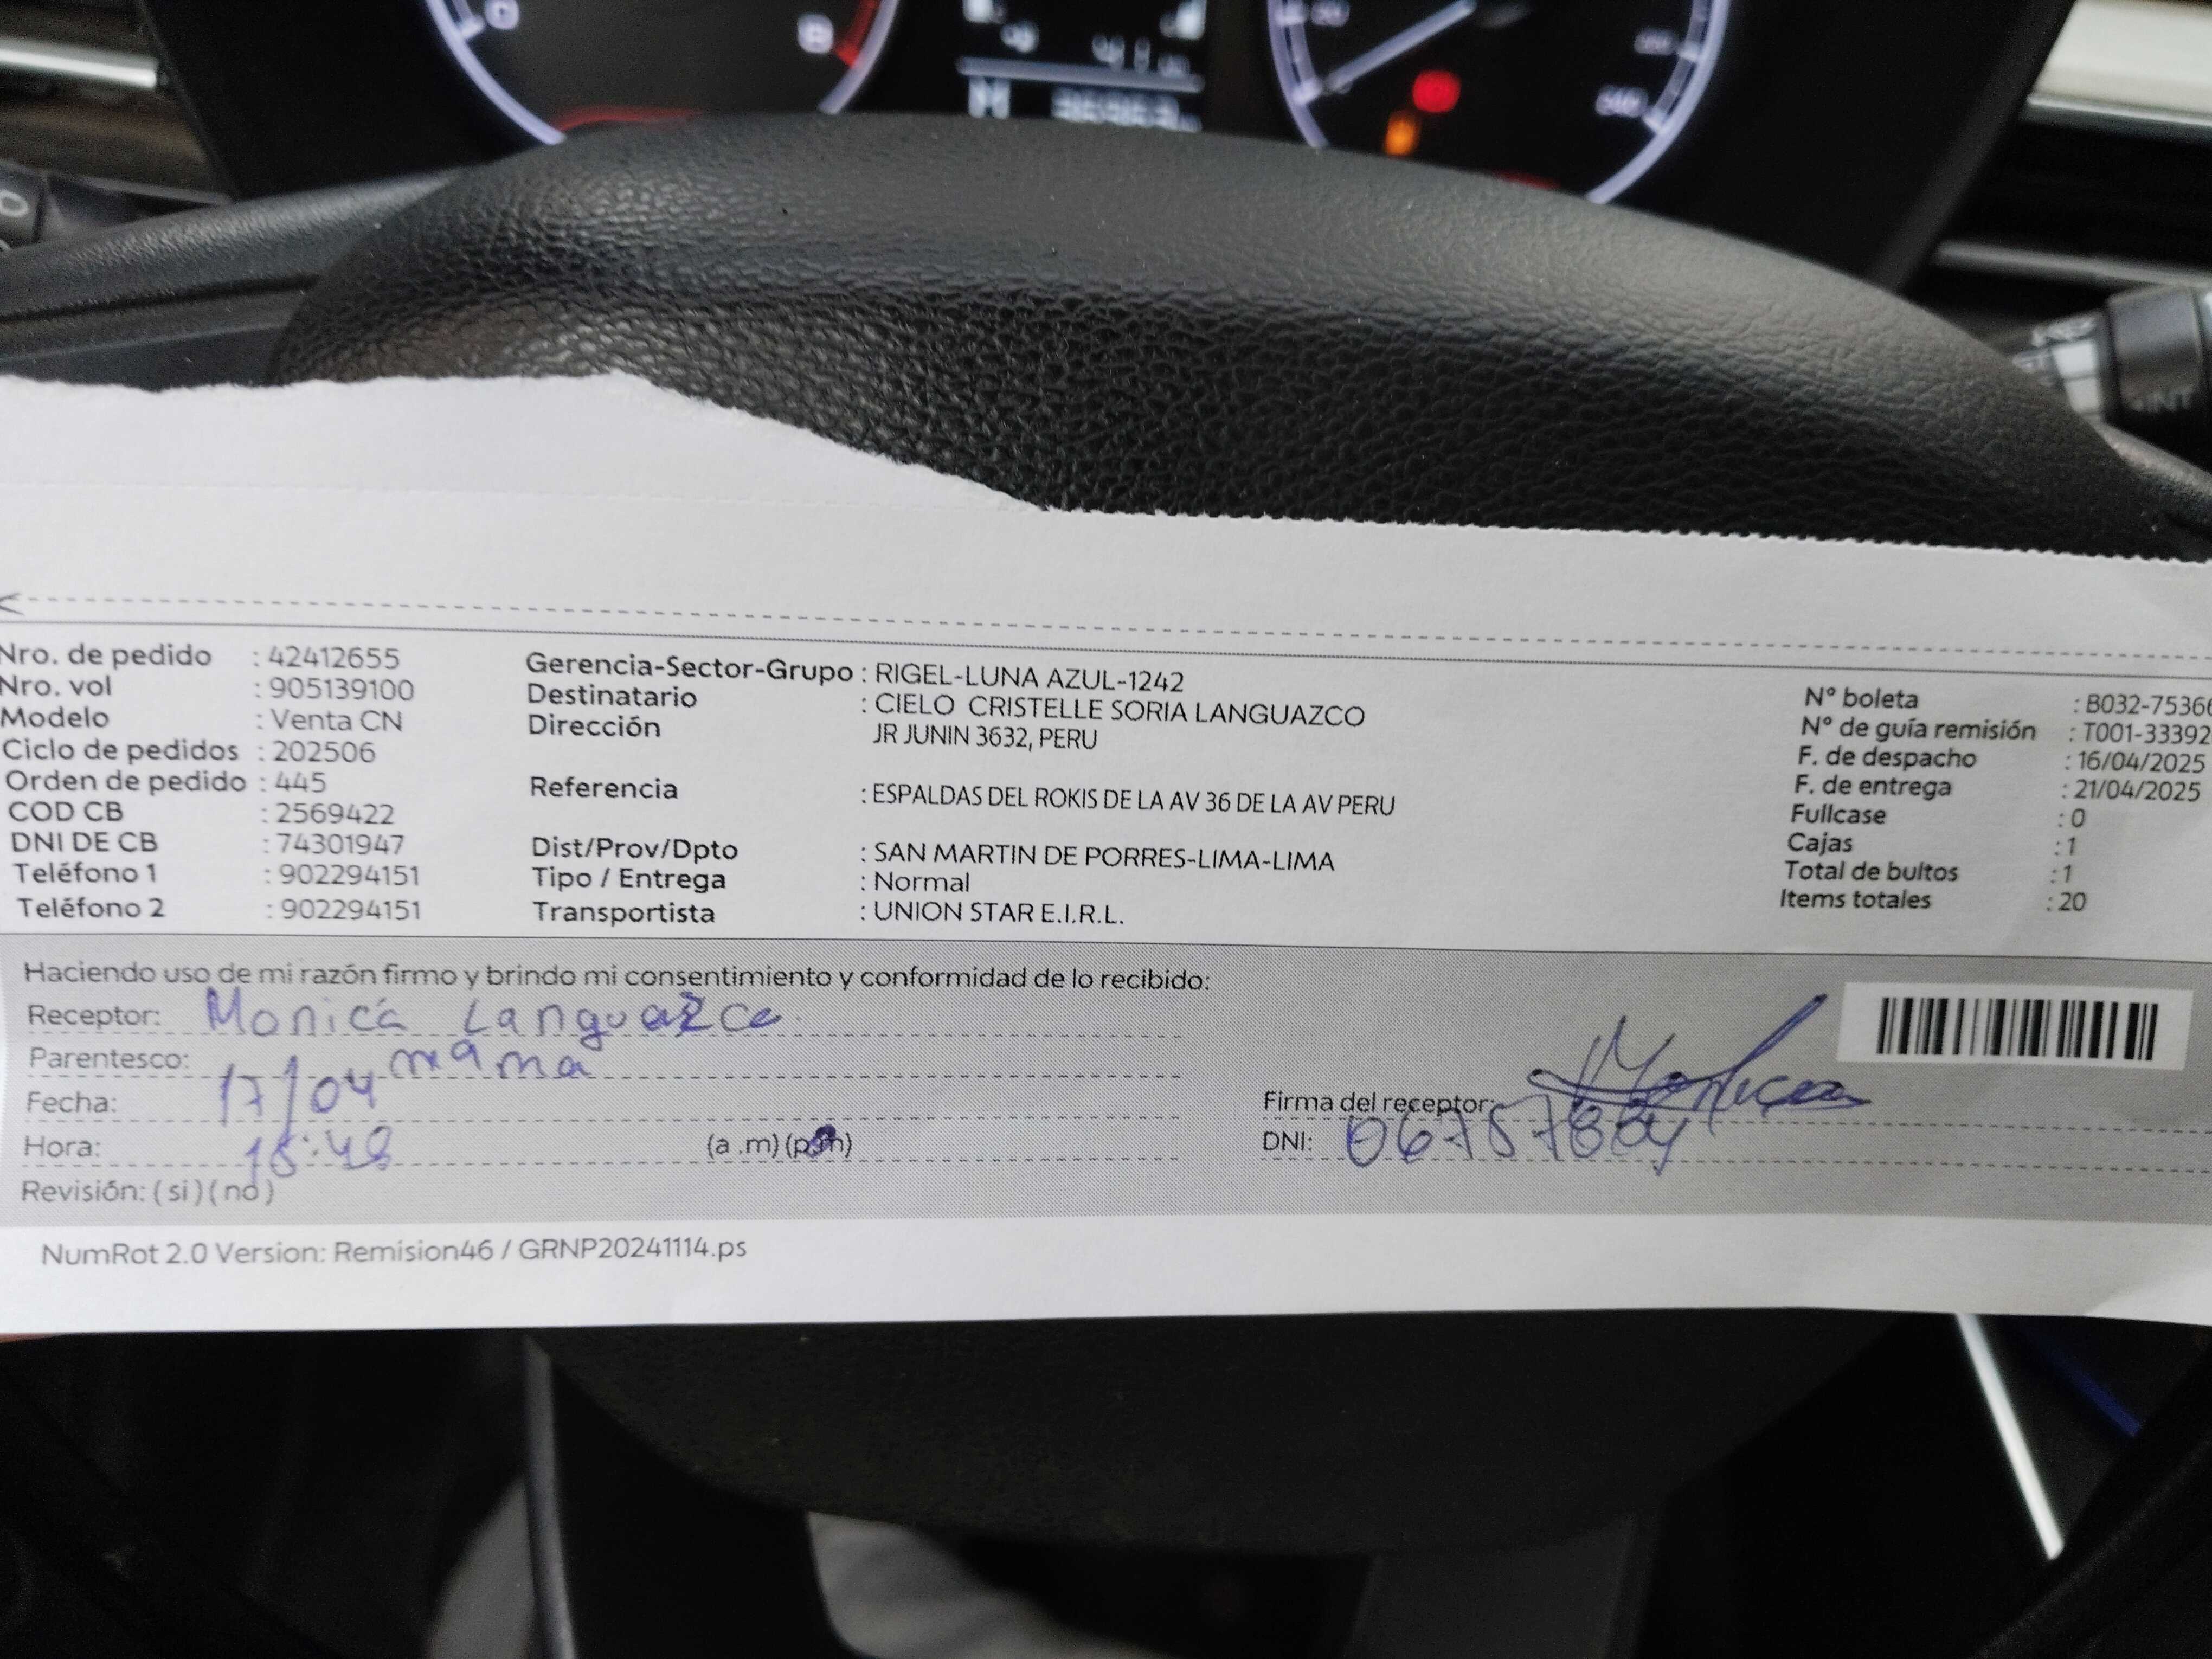 Nro. de pedido : 42412655
Nro. vol : 905139100
Modelo : Venta CN
Ciclo de pedidos : 202506
Orden de pedido : 445
COD CB : 2569422
DNI DE CB : 74301947
Teléfono 1 : 902294151
Teléfono 2 : 902294151
Gerencia-Sector-Grupo : RIGEL-LUNA AZUL-1242
Destinatario : CIELO CRISTELLE SORIA LANGUAZCO
Dirección JR JUNIN 3632, PERU
Referencia : ESPALDAS DEL ROKIS DE LA AV 36 DE LA AV PERU
Dist/Prov/Dpto : SAN MARTIN DE PORRES-LIMA-LIMA
Tipo / Entrega : Normal
Transportista : UNION STAR E.I.R.L.
N° boleta : B032-75366
N° de guía remisión : T001-33392
F. de despacho : 16/04/2025
F. de entrega : 21/04/2025
Fullcase : 0
Cajas : 1
Total de bultos : 1
Items totales : 20
Haciendo uso de mi razón firmo y brindo mi consentimiento y conformidad de lo recibido:
Receptor: Monica Languazco
Parentesco: mama
Fecha: 17/04
Hora: (a .m) (p.m)
Revisión: ( si ) ( no )
Firma del receptor: Monica
DNI:
NumRot 2.0 Version: Remision46 / GRNP20241114.ps